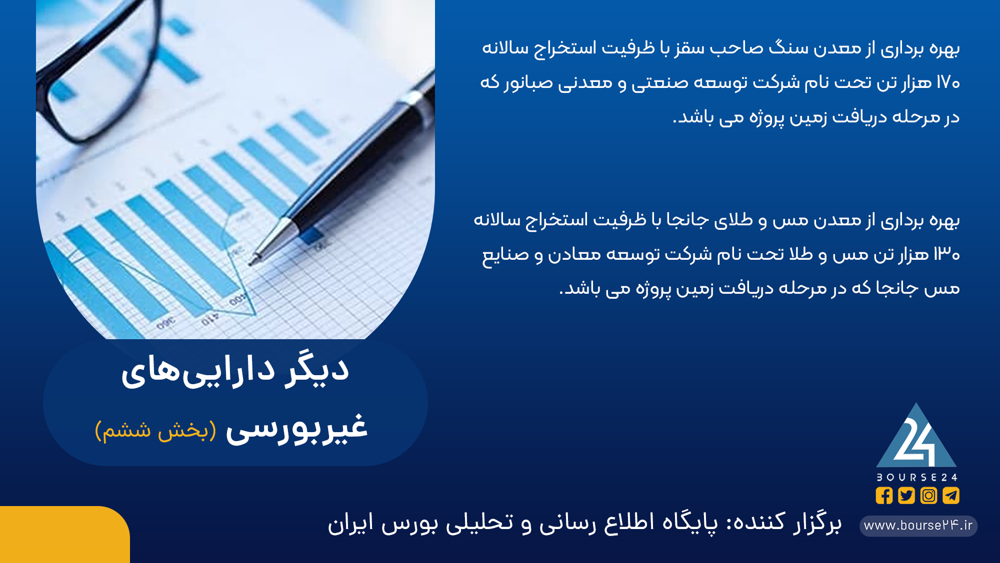 بهره برداری از معدن سنگ صاحب سقز با ظرفیت استخراج سالانه
۱۷۰ هزار تن تحت نام شرکت توسعه صنعتی و معدنی صبانور که
در مرحله دریافت زمین پروژه می باشد.
بهره برداری از معدن مس و طلای جانجا با ظرفیت استخراج سالانه
۱۳۰ هزار تن مس و طلا تحت نام شرکت توسعه معادن و صنایع
مس جانجا که در مرحله دریافت زمین پروژه می باشد.
دیگر دارایی‌های
غیربورسی (بخش ششم)
360
410
400
24
BOURSE24
برگزار کننده: پایگاه اطلاع رسانی و تحلیلی بورس ایران
www.bourse۲۴.ir